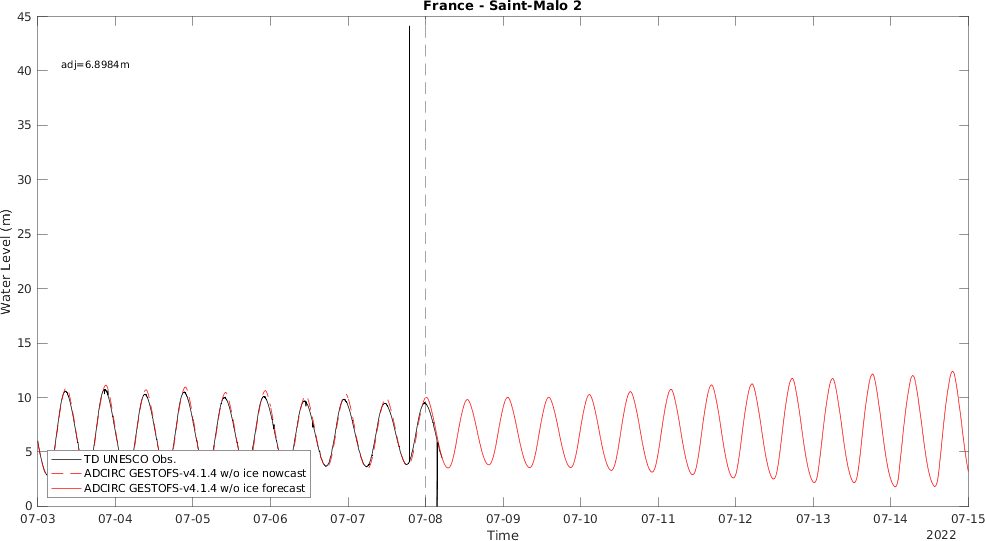 France - Saint-Malo 2
45
40
35
30
25
20
15
10
5
0
Water Level (m)
adj=6.8984m
TD UNESCO Obs.
ADCIRC GESTOFS-v4.1.4 w/o ice nowcast
ADCIRC GESTOFS-v4.1.4 w/o ice forecast
07-03 07-04 07-05 07-06 07-07 07-08 07-09 07-10 07-11 07-12 07-13 07-14 07-15
Time
2022